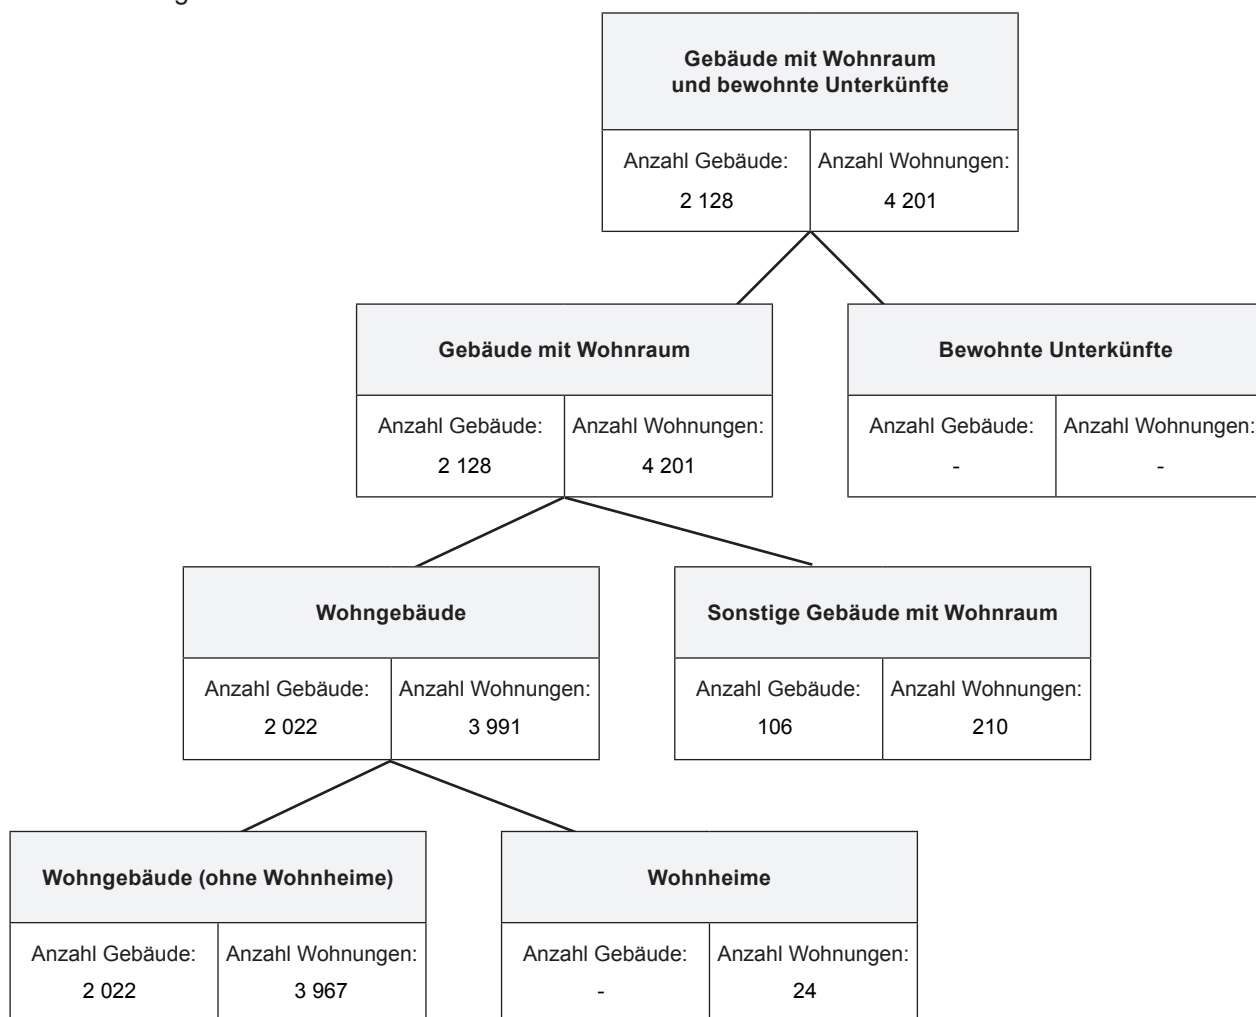 Gebäude mit Wohnraum
und bewohnte Unterkünfte
Anzahl Gebäude: Anzahl Wohnungen:
2 128 4 201
Gebäude mit Wohnraum
Anzahl Gebäude: Anzahl Wohnungen:
2 128 4 201
Bewohnte Unterkünfte
Anzahl Gebäude: Anzahl Wohnungen:
- -
Wohngebäude
Anzahl Gebäude: Anzahl Wohnungen:
2 022 3 991
Sonstige Gebäude mit Wohnraum
Anzahl Gebäude: Anzahl Wohnungen:
106 210
Wohngebäude (ohne Wohnheime)
Anzahl Gebäude: Anzahl Wohnungen:
2 022 3 967
Wohnheime
Anzahl Gebäude: Anzahl Wohnungen:
- 24